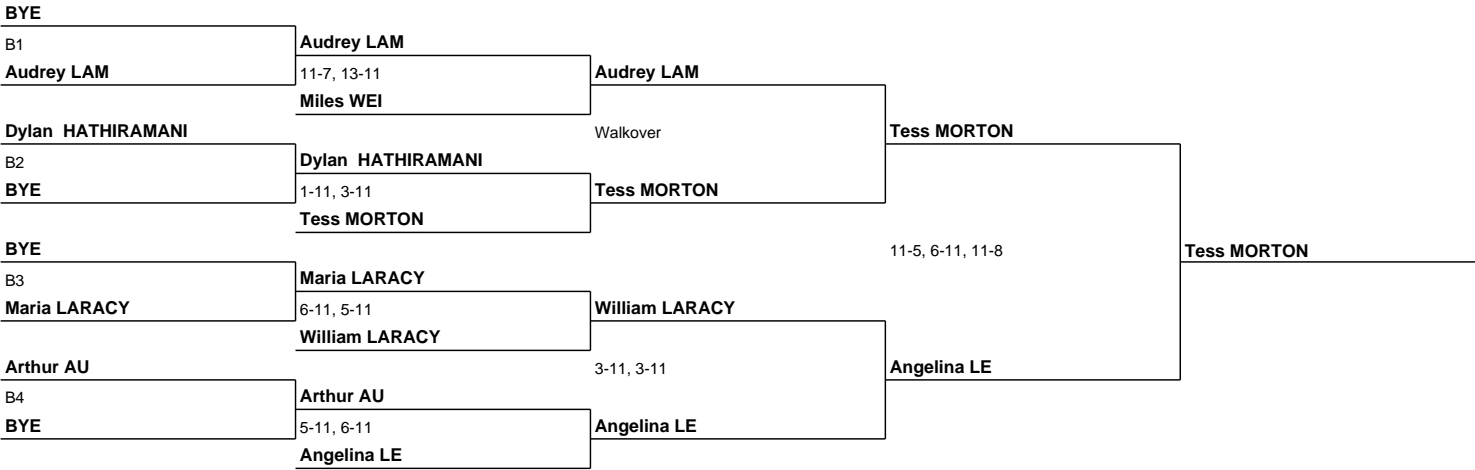 BYE
B1
Audrey LAM
Audrey LAM
11-7, 13-11
Audrey LAM
Miles WEI
Dylan  HATHIRAMANI
Walkover
Tess MORTON
B2
Dylan  HATHIRAMANI
BYE
1-11, 3-11
Tess MORTON
Tess MORTON
BYE
11-5, 6-11, 11-8
Tess MORTON
B3
Maria LARACY
Maria LARACY
6-11, 5-11
William LARACY
William LARACY
Arthur AU
3-11, 3-11
Angelina LE
B4
Arthur AU
BYE
5-11, 6-11
Angelina LE
Angelina LE